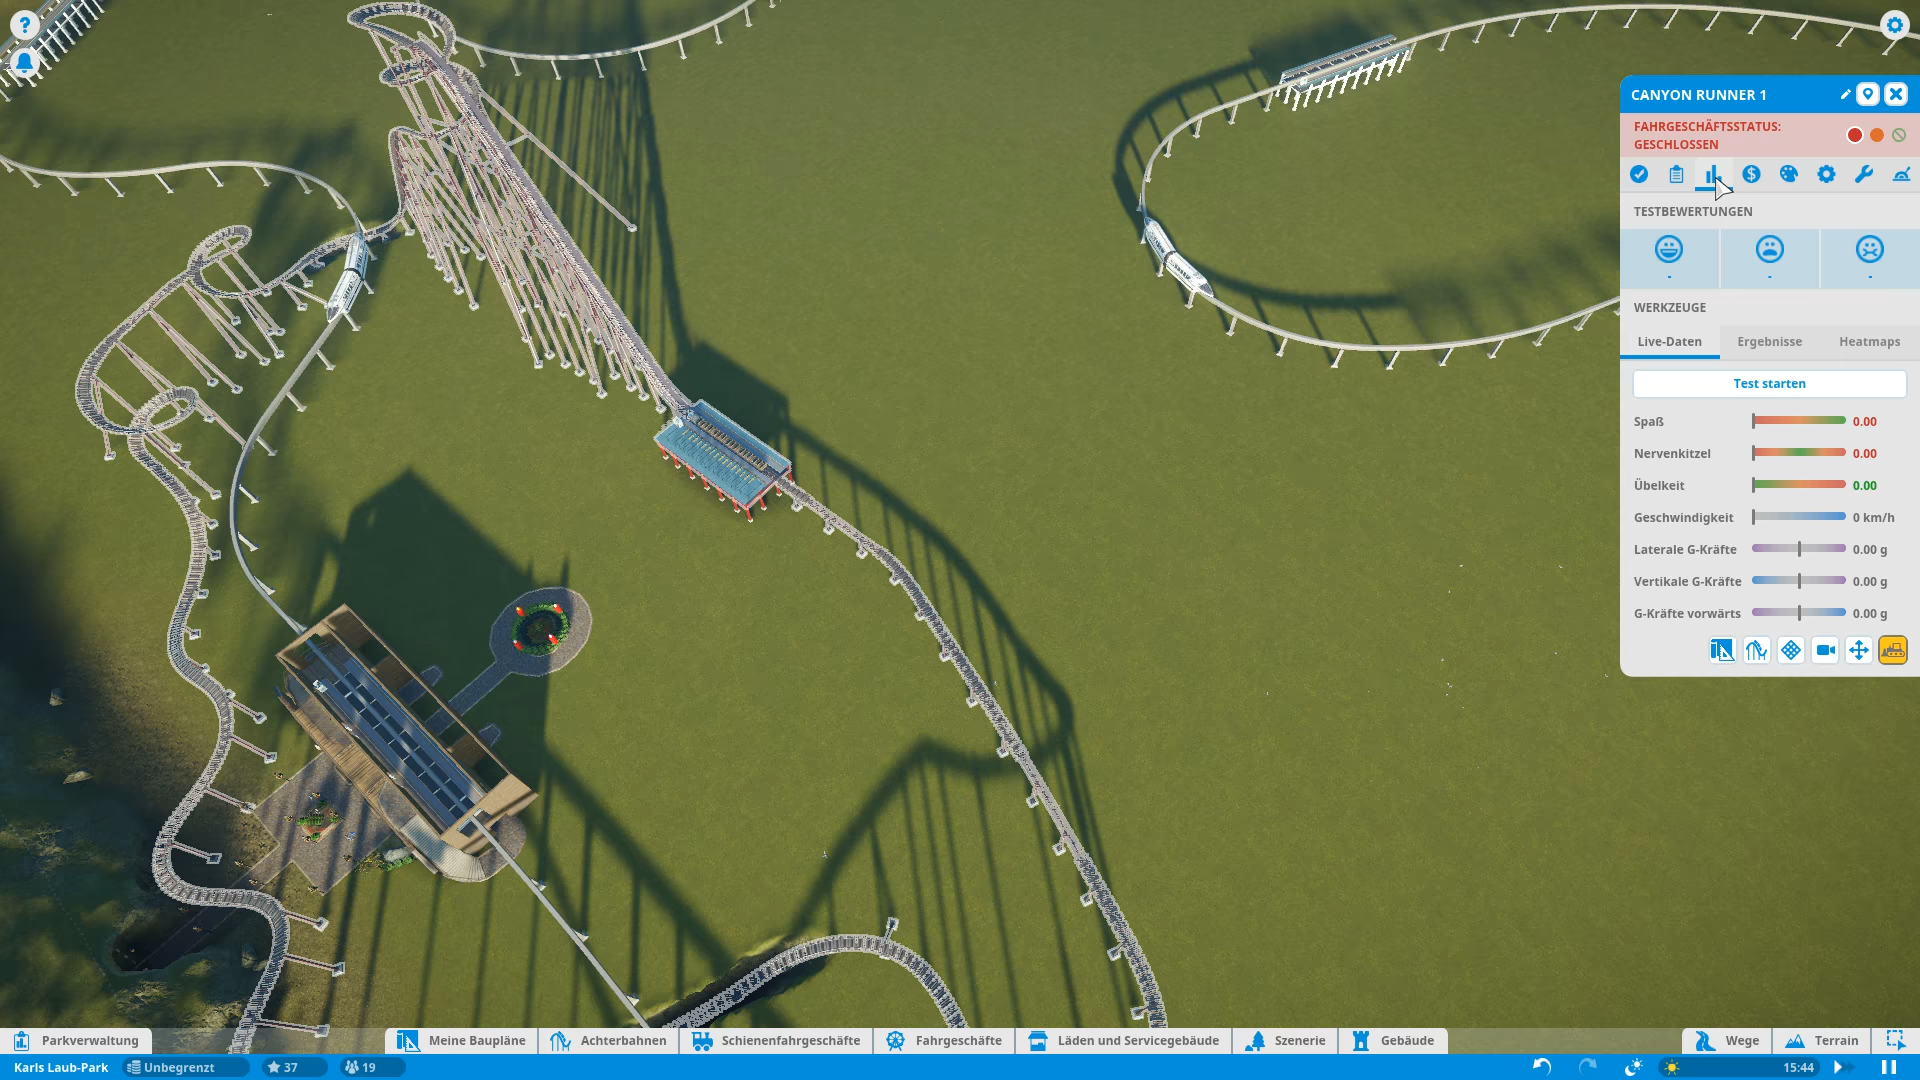 ?
CANYON RUNNER 1
FAHRGESCHÄFTSSTATUS:
GESCHLOSSEN
TESTBEWERTUNGEN
- - -
WERKZEUGE
Live-Daten Ergebnisse Heatmaps
Test starten
Spaß 0.00
Nervenkitzel 0.00
Übelkeit 0.00
Geschwindigkeit 0 km/h
Laterale G-Kräfte 0.00 g
Vertikale G-Kräfte 0.00 g
G-Kräfte vorwärts 0.00 g
Parkverwaltung Meine Baupläne Achterbahnen Schienenfahrgeschäfte Fahrgeschäfte Läden und Servicegebäude Szenerie Gebäude Wege Terrain
Karls Laub-Park Unbegrenzt 37 19 15:44